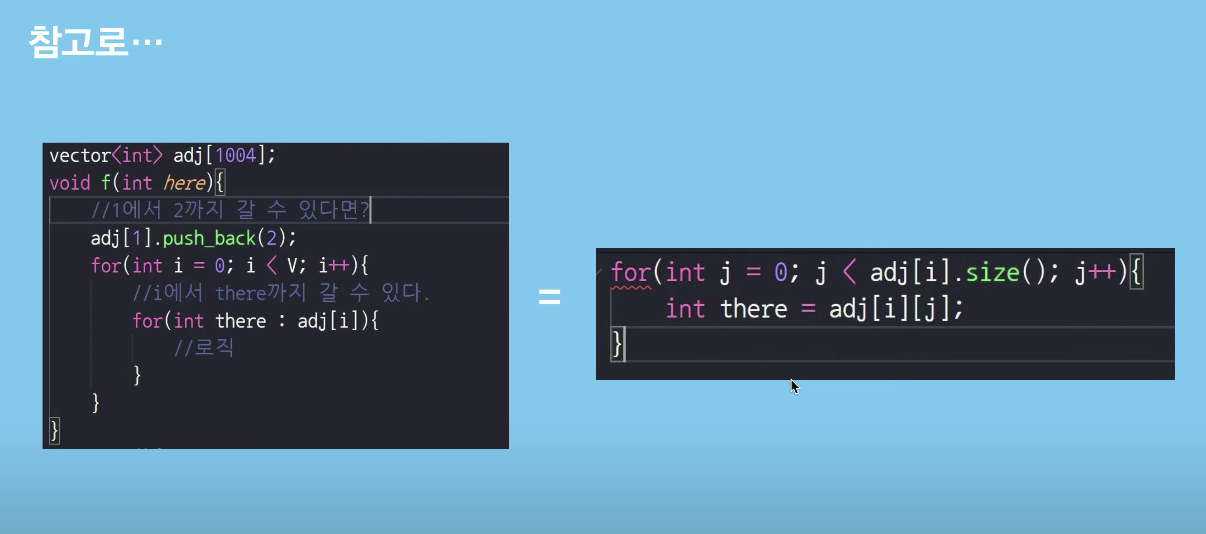 참고로…
vector<int> adj[1004];
void f(int here){
//1에서 2까지 갈 수 있다면?
adj[1].push_back(2);
for(int i = 0; i < V; i++){
//i에서 there까지 갈 수 있다.
for(int there : adj[i]){
//로직
}
}
}
=
for(int j = 0; j < adj[i].size(); j++){
int there = adj[i][j];
}